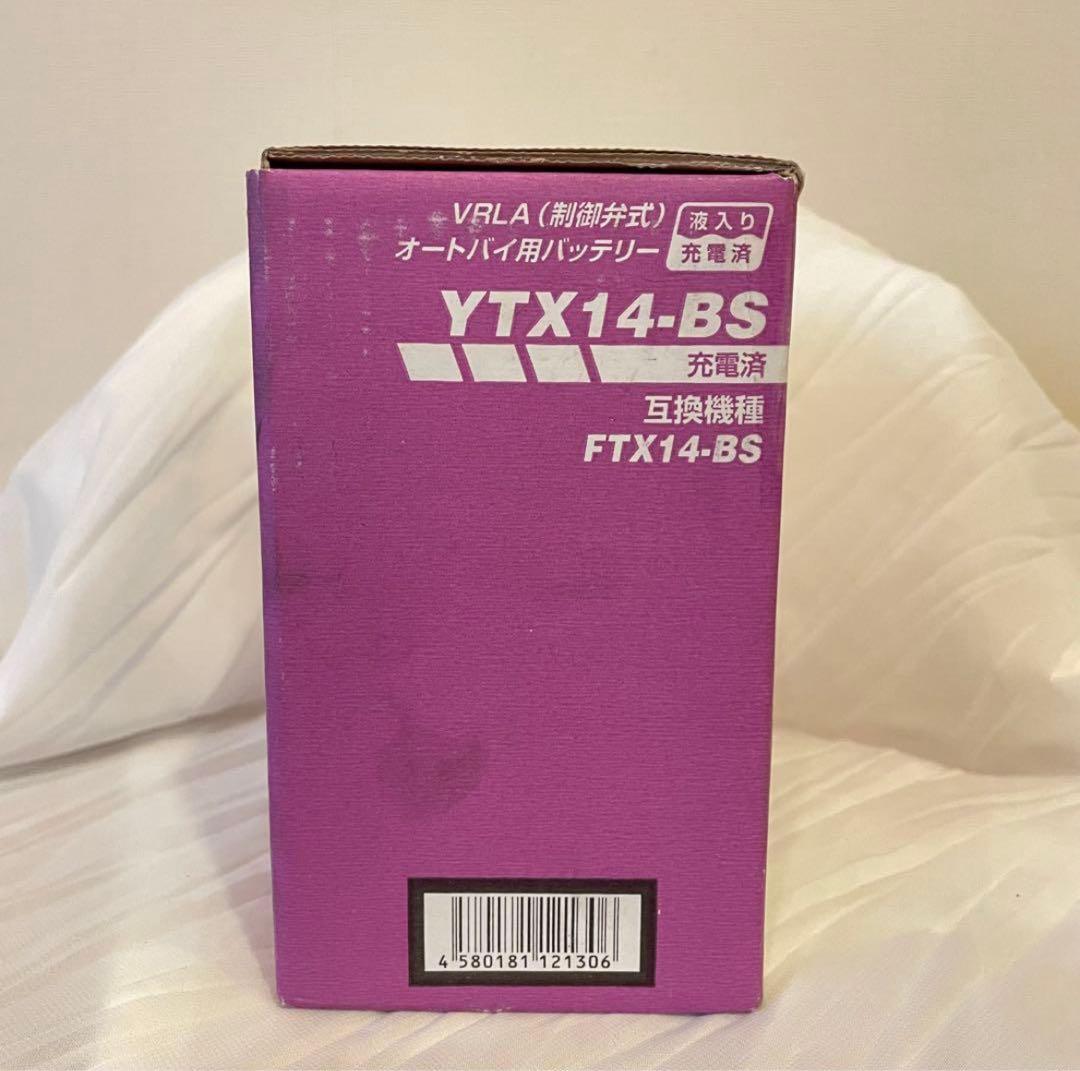 VRLA（制御弁式）
オートバイ用バッテリー
液入り
充電済
YTX14-BS
充電済
互換機種
FTX14-BS
4 580181 121306